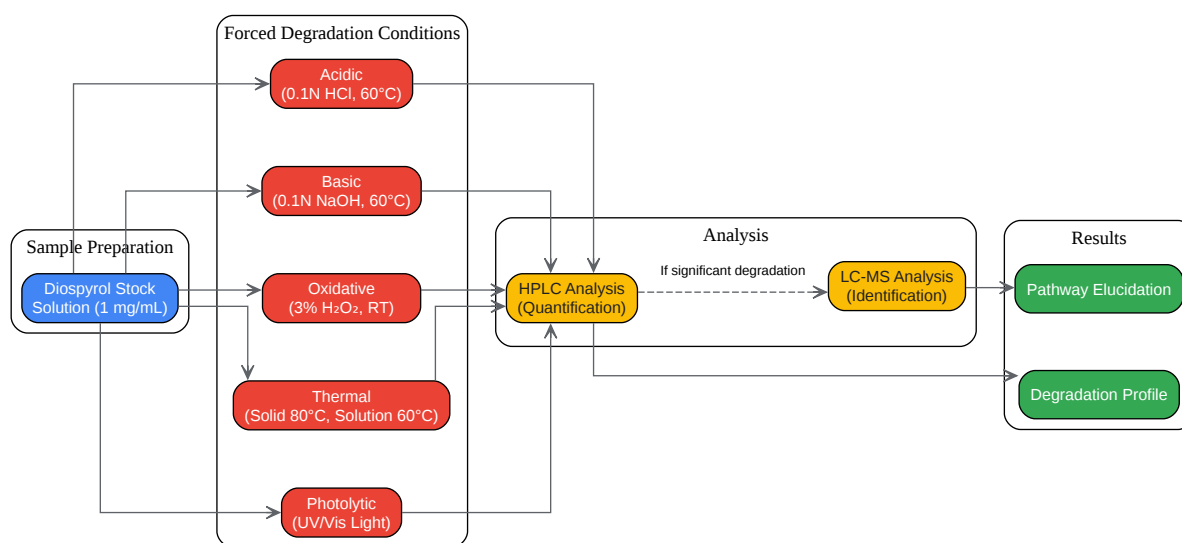 Forced Degradation Conditions
Acidic
(0.1N HCl, 60°C)
Basic
(0.1N NaOH, 60°C)
Sample Preparation
Diospyrol Stock
Solution (1 mg/mL)
Oxidative
(3% H₂O₂, RT)
Thermal
(Solid 80°C, Solution 60°C)
Photolytic
(UV/Vis Light)
Analysis
HPLC Analysis
(Quantification)
If significant degradation
LC-MS Analysis
(Identification)
Results
Pathway Elucidation
Degradation Profile